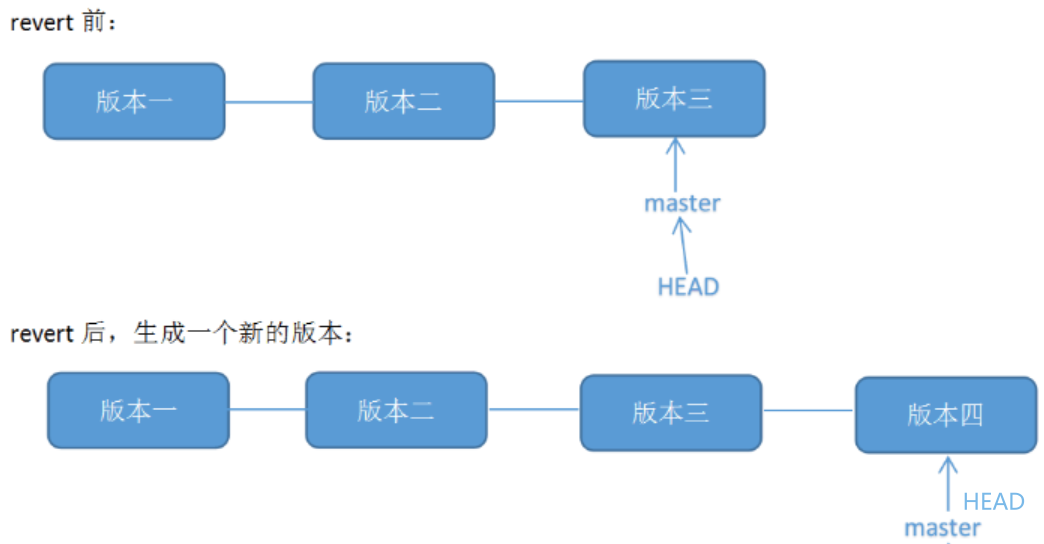 revert 前：
版本一 版本二 版本三
master
HEAD
revert 后，生成一个新的版本：
版本一 版本二 版本三 版本四
HEAD
master